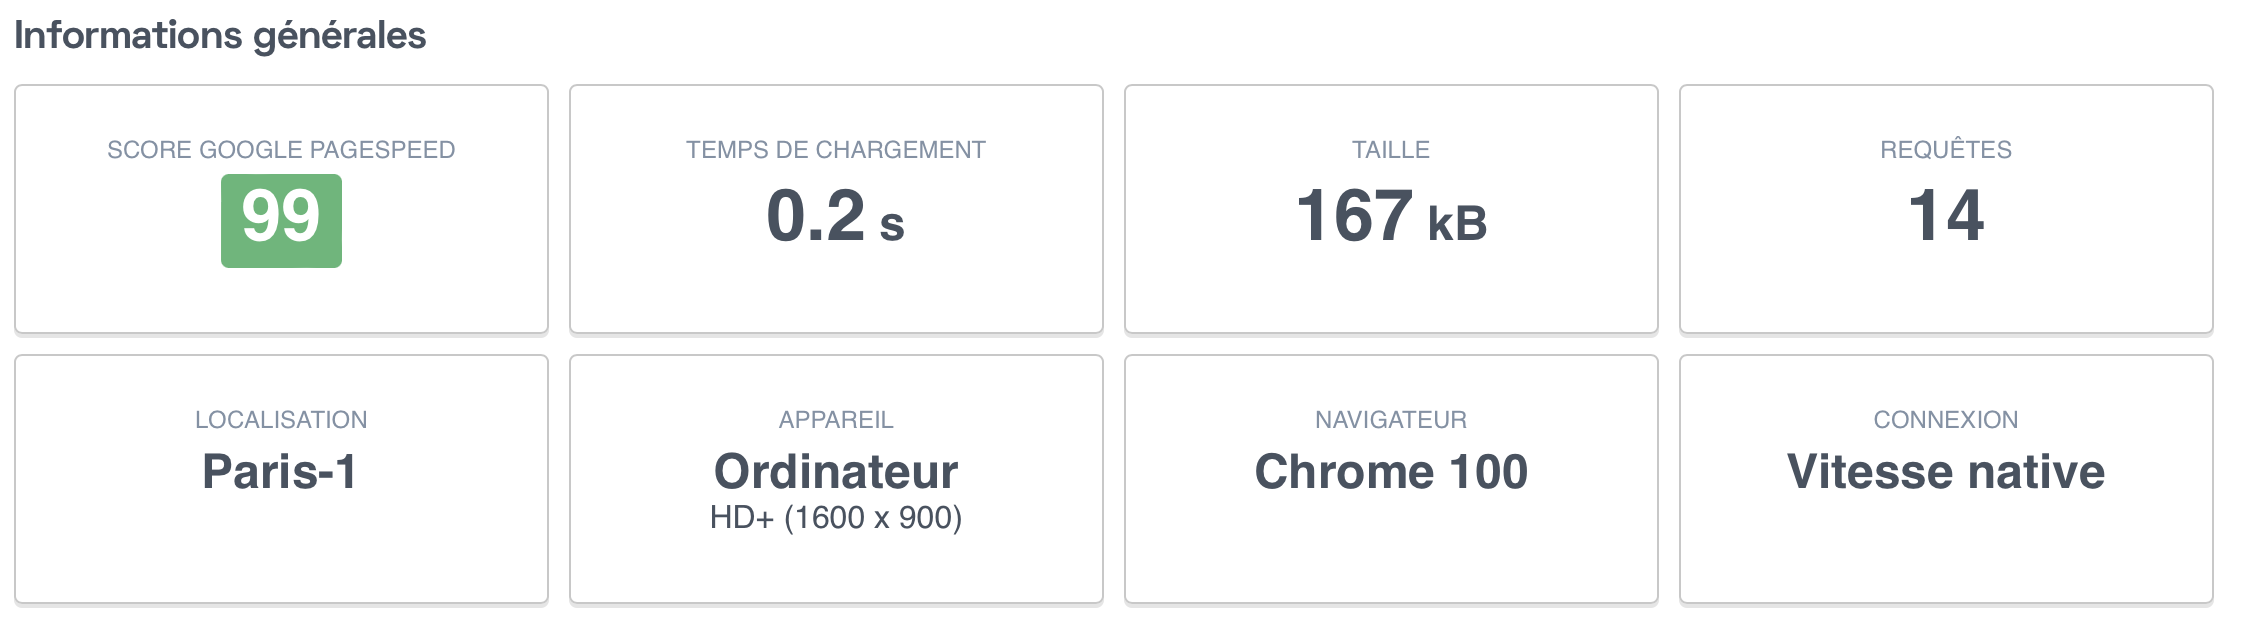 Informations générales
SCORE GOOGLE PAGESPEED
99
TEMPS DE CHARGEMENT
0.2 s
TAILLE
167 kB
REQUÊTES
14
LOCALISATION
Paris-1
APPAREIL
Ordinateur
HD+ (1600 x 900)
NAVIGATEUR
Chrome 100
CONNEXION
Vitesse native